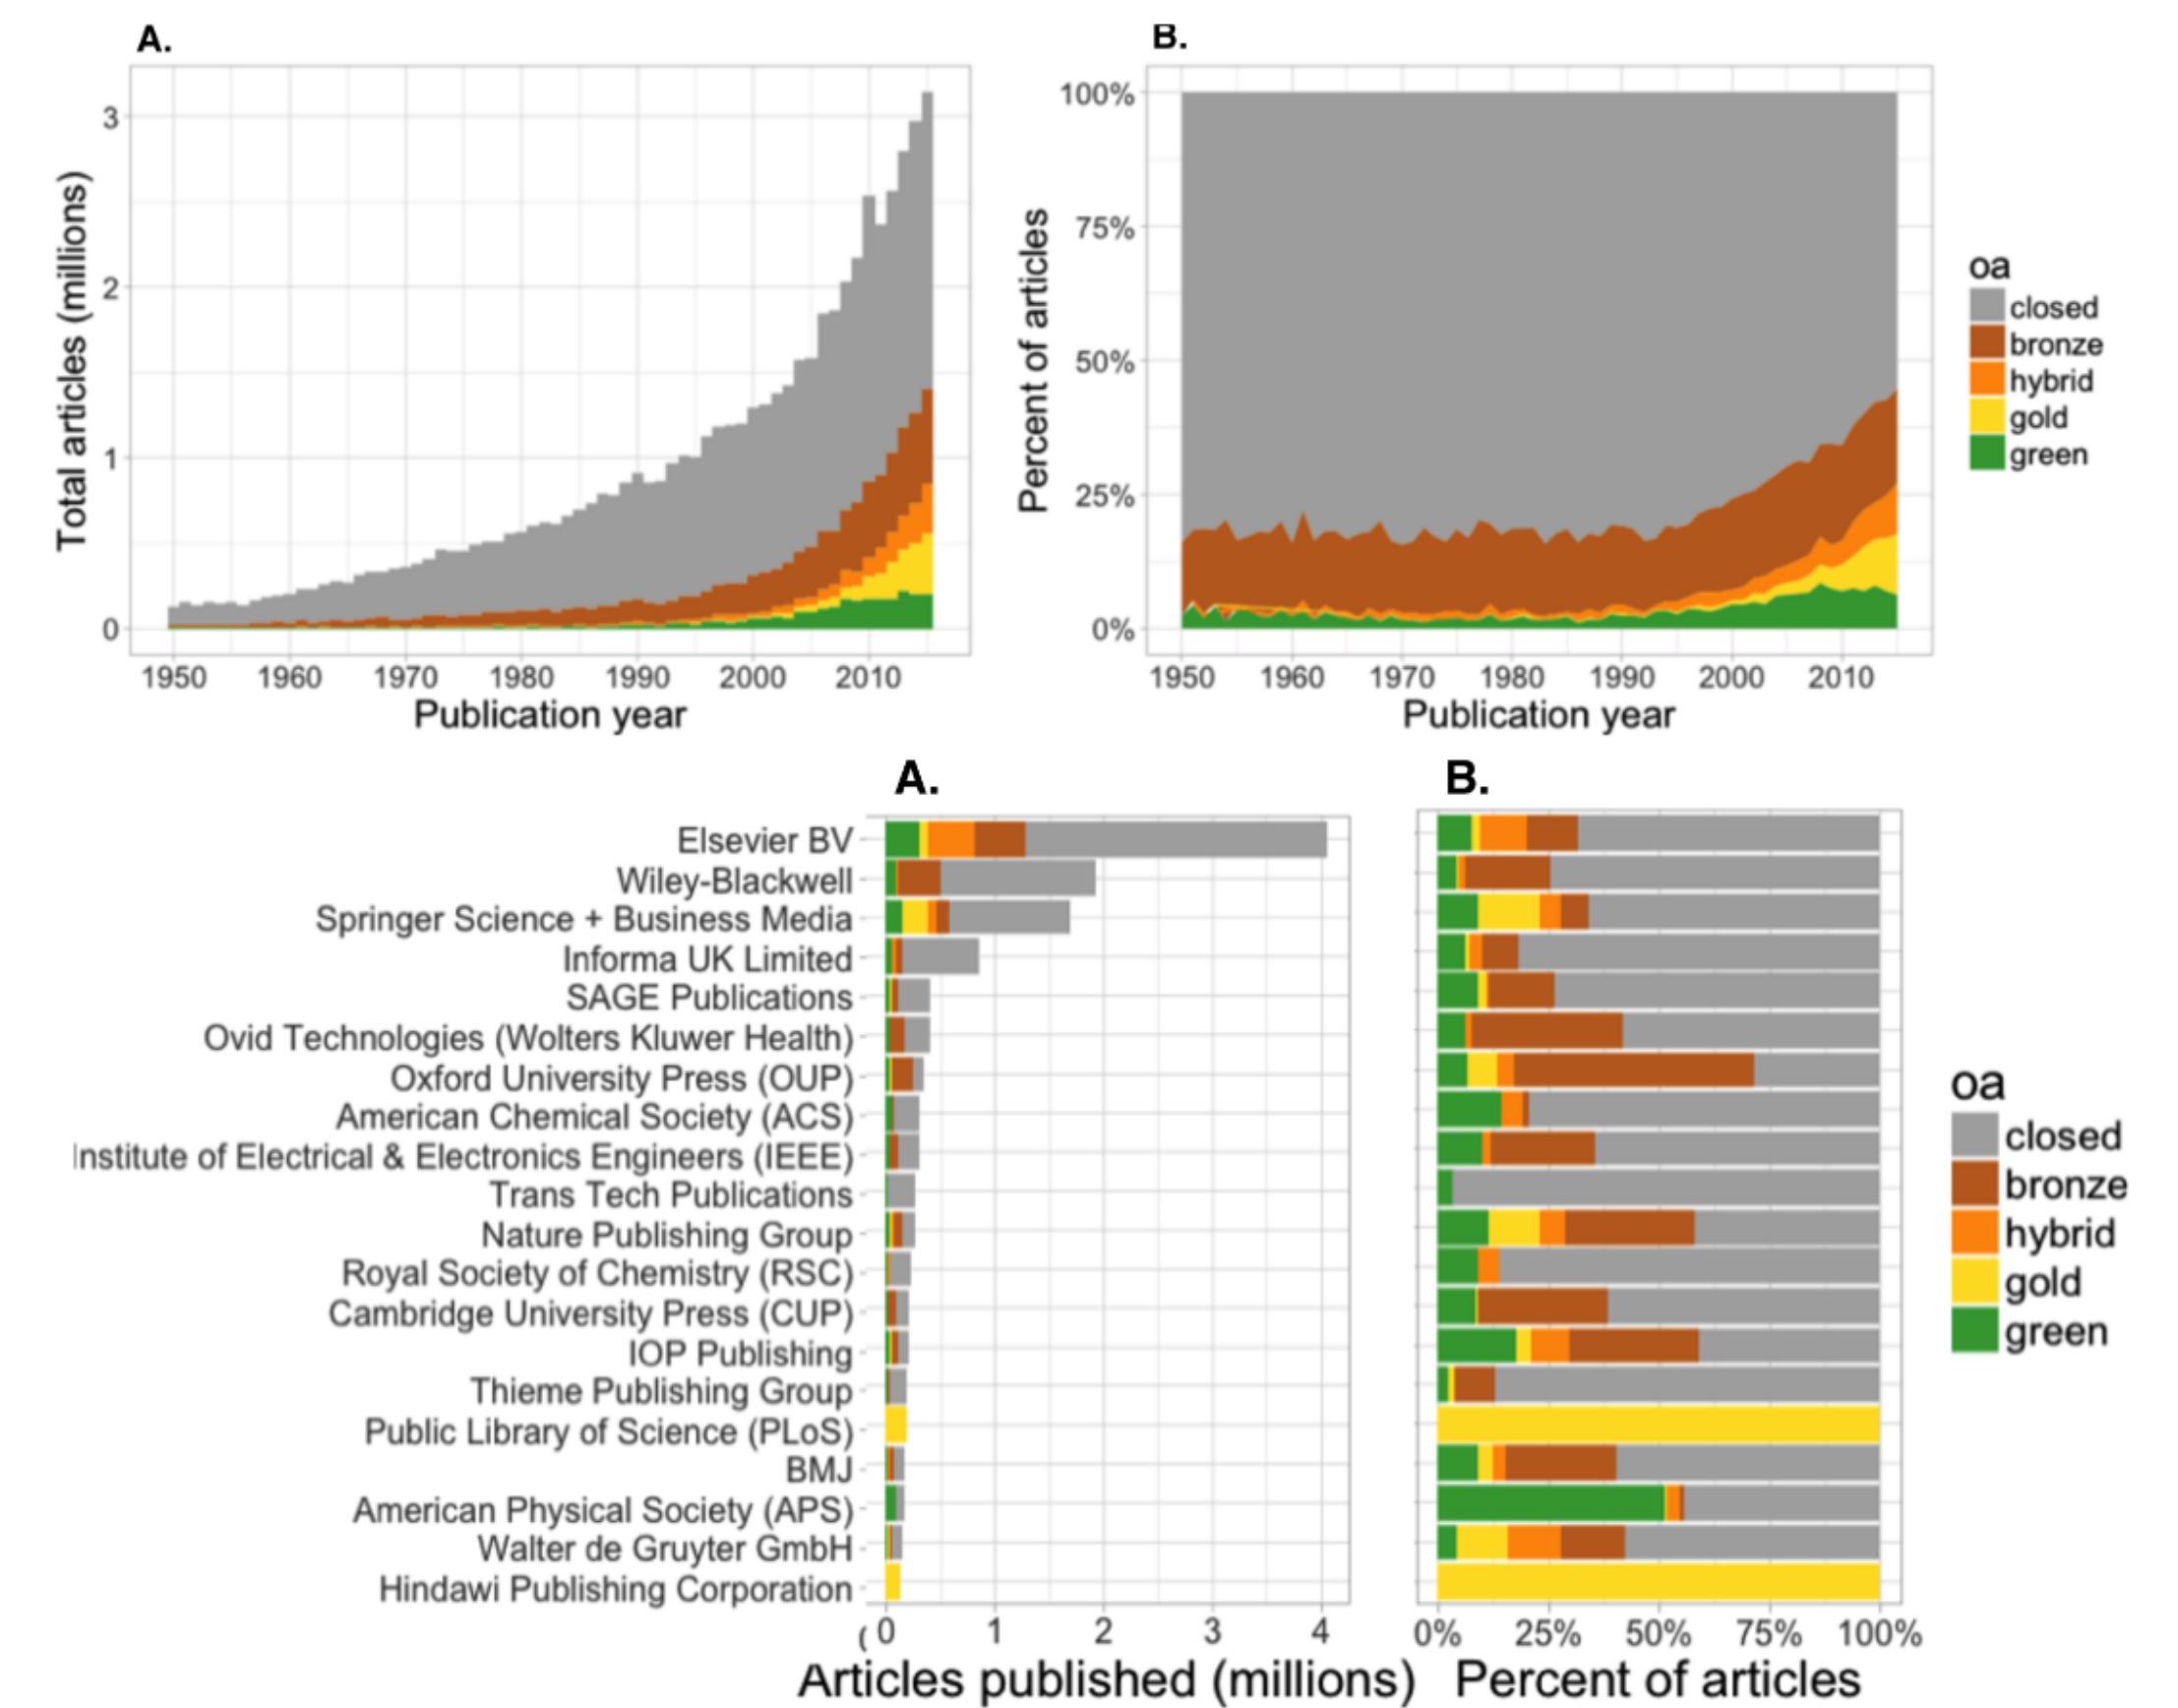 A.
B.
3
2
1
0
Total articles (millions)
1950 1960 1970 1980 1990 2000 2010
Publication year
100%
75%
50%
25%
0%
Percent of articles
1950 1960 1970 1980 1990 2000 2010
Publication year
oa
closed
bronze
hybrid
gold
green
A.
B.
Elsevier BV
Wiley-Blackwell
Springer Science + Business Media
Informa UK Limited
SAGE Publications
Ovid Technologies (Wolters Kluwer Health)
Oxford University Press (OUP)
American Chemical Society (ACS)
Institute of Electrical & Electronics Engineers (IEEE)
Trans Tech Publications
Nature Publishing Group
Royal Society of Chemistry (RSC)
Cambridge University Press (CUP)
IOP Publishing
Thieme Publishing Group
Public Library of Science (PLoS)
BMJ
American Physical Society (APS)
Walter de Gruyter GmbH
Hindawi Publishing Corporation
0 1 2 3 4
Articles published (millions)
0% 25% 50% 75% 100%
Percent of articles
oa
closed
bronze
hybrid
gold
green